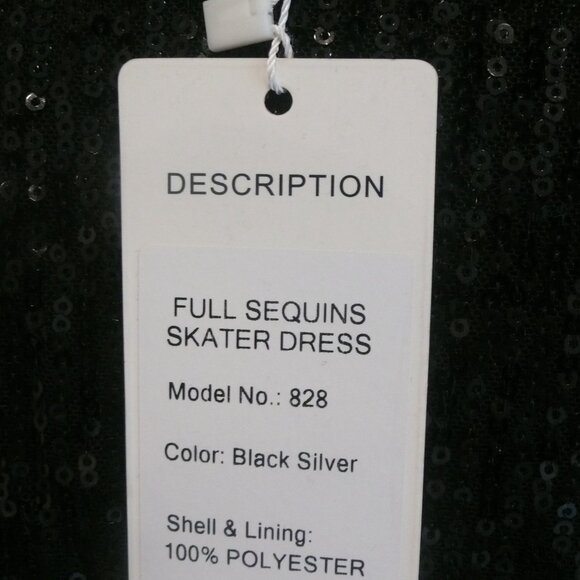 DESCRIPTION
FULL SEQUINS
SKATER DRESS
Model No.: 828
Color: Black Silver
Shell & Lining:
100% POLYESTER